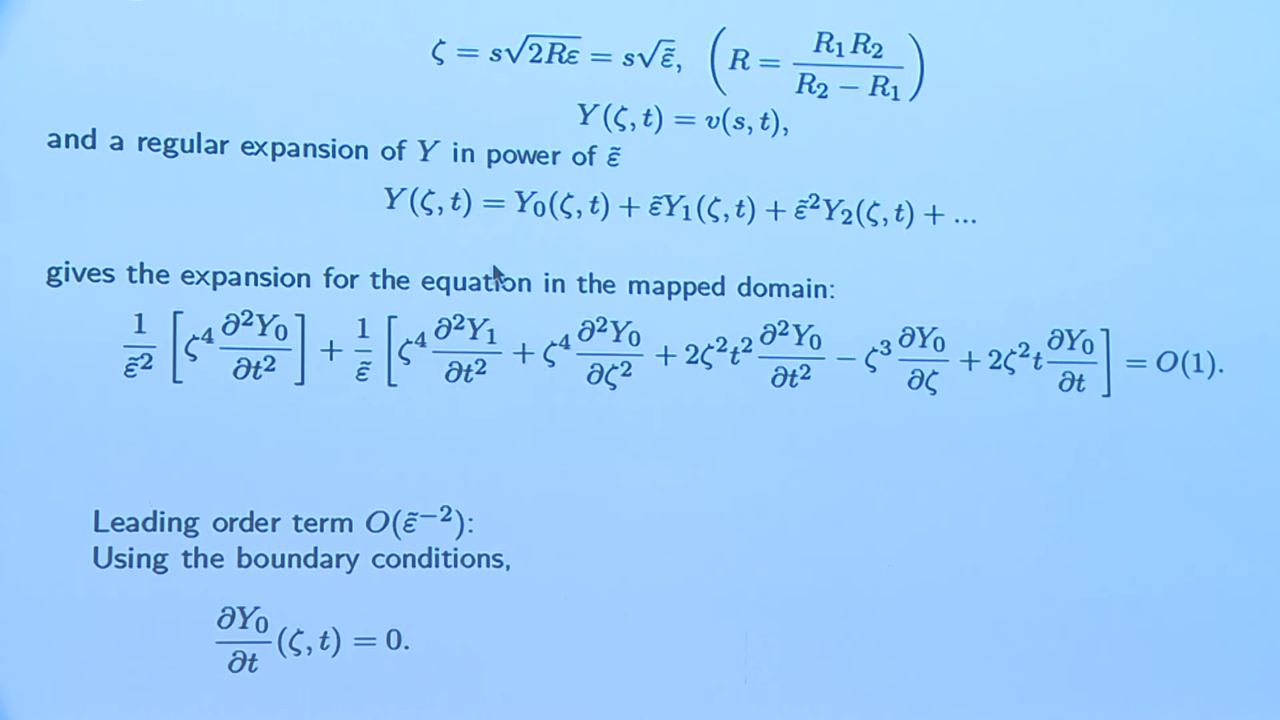 ζ = s√2Rε = s√ε̃, (R = R₁R₂ / (R₂ − R₁))
Y(ζ, t) = v(s, t),
and a regular expansion of Y in power of ε̃
Y(ζ, t) = Y₀(ζ, t) + ε̃Y₁(ζ, t) + ε̃²Y₂(ζ, t) + ...
gives the expansion for the equation in the mapped domain:
1/ε̃² [ζ⁴ ∂²Y₀/∂t²] + 1/ε̃ [ζ⁴ ∂²Y₁/∂t² + ζ⁴ ∂²Y₀/∂ζ² + 2ζ²t² ∂²Y₀/∂t² − ζ³ ∂Y₀/∂ζ + 2ζ²t ∂Y₀/∂t] = O(1).
Leading order term O(ε̃⁻²):
Using the boundary conditions,
∂Y₀/∂t (ζ, t) = 0.